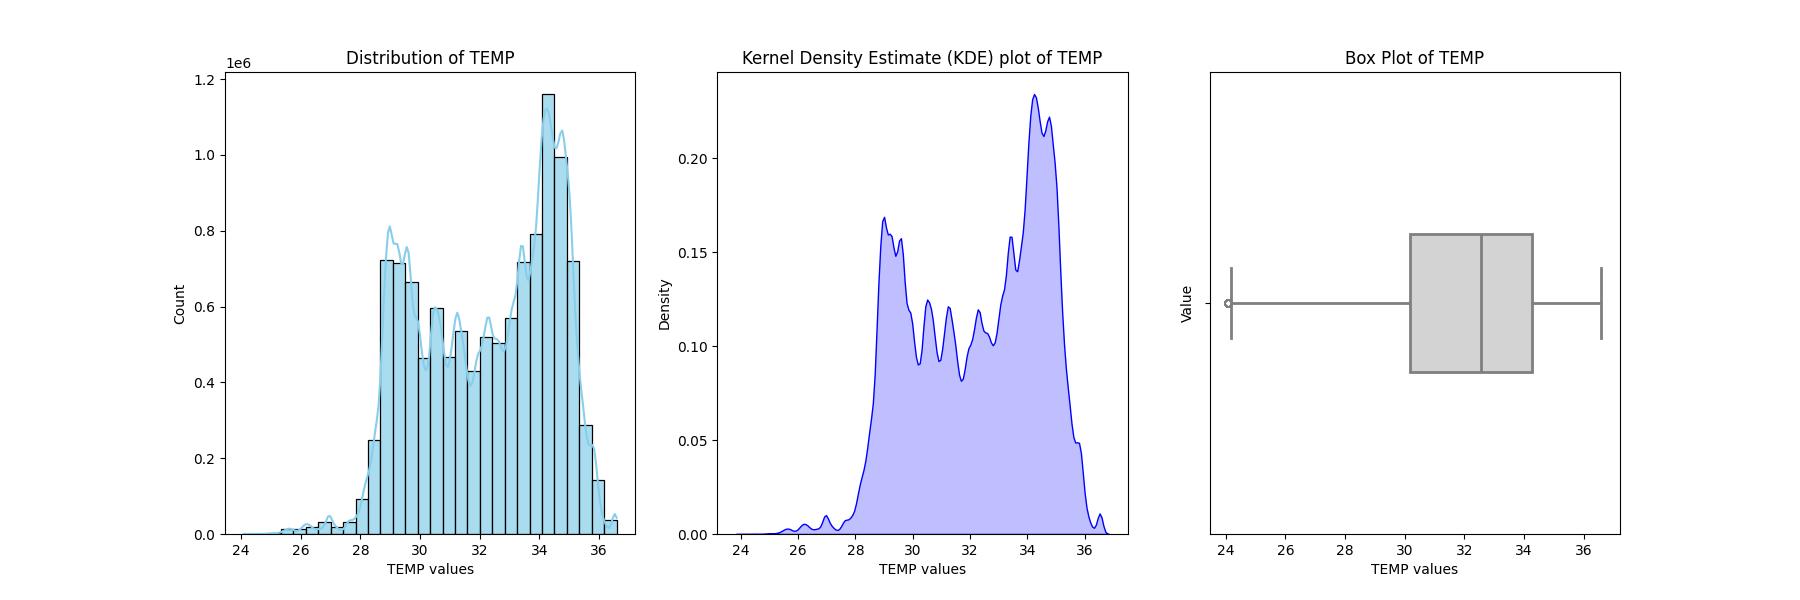 Distribution of TEMP
1e6
1.2
1.0
0.8
0.6
0.4
0.2
0.0
Count
24 26 28 30 32 34 36
TEMP values
Kernel Density Estimate (KDE) plot of TEMP
0.20
0.15
0.10
0.05
0.00
Density
24 26 28 30 32 34 36
TEMP values
Box Plot of TEMP
Value
24 26 28 30 32 34 36
TEMP values